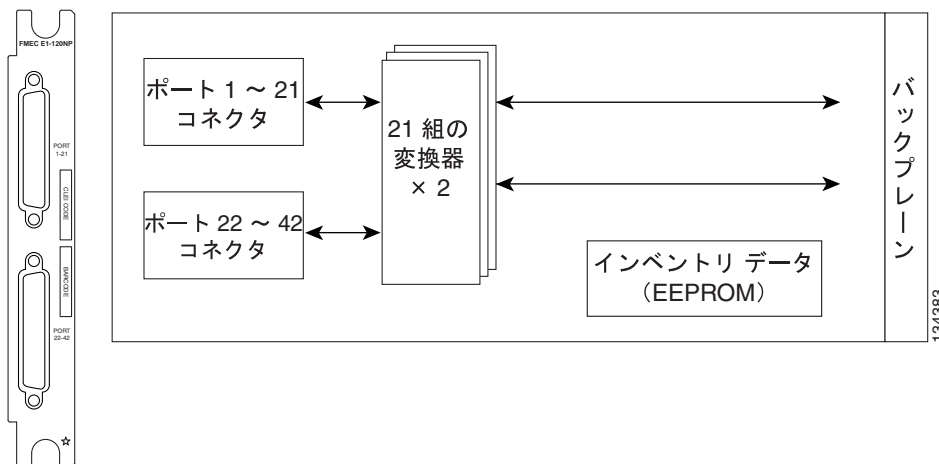 FMEC E1-120NP
PORT
1-21
CLEI CODE
BARCODE
PORT
22-42
ポート 1 ～ 21
コネクタ
ポート 22 ～ 42
コネクタ
21 組の
変換器
× 2
インベントリ データ
（EEPROM）
バックプレーン
134383